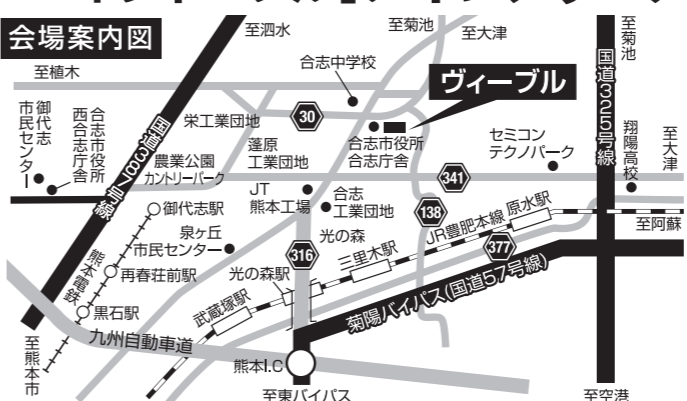 会場案内図
至泗水
至菊池
至大津
至菊池
至植木
合志中学校
ヴィーブル
国道325号線
国道387号線
御代志
市民センター
合志市役所
西合志庁舎
栄工業団地
30
蓬原
工業団地
合志市役所
合志庁舎
セミコン
テクノパーク
翔陽高校
至大津
農業公園
カントリーパーク
341
JT
熊本工場
合志
工業団地
138
御代志駅
泉ヶ丘
市民センター
光の森
316
JR豊肥本線
原水駅
377
至阿蘇
熊本電鉄
再春荘前駅
光の森駅
三里木駅
武蔵塚駅
菊陽バイパス(国道57号線)
黒石駅
九州自動車道
至熊本市
熊本I.C
至東バイパス
至空港